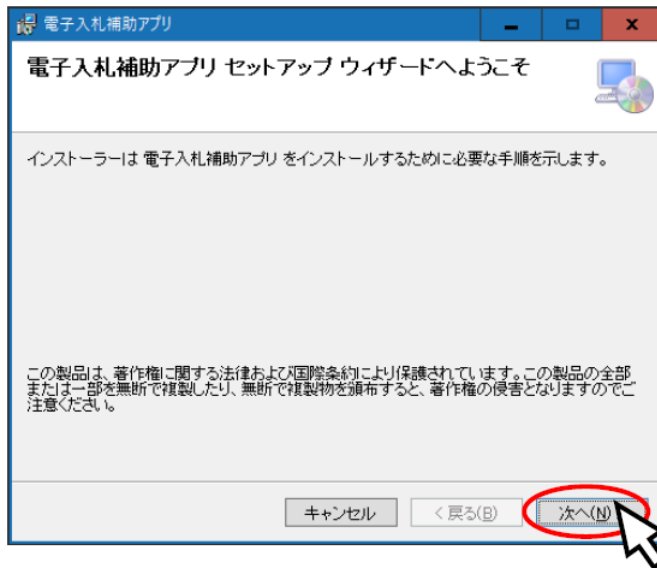 電子入札補助アプリ
電子入札補助アプリ セットアップ ウィザードへようこそ
インストーラーは 電子入札補助アプリ をインストールするために必要な手順を示します。
この製品は、著作権に関する法律および国際条約により保護されています。この製品の全部
または一部を無断で複製したり、無断で複製物を頒布すると、著作権の侵害となりますのでご
注意ください。
キャンセル < 戻る(B) 次へ(N)